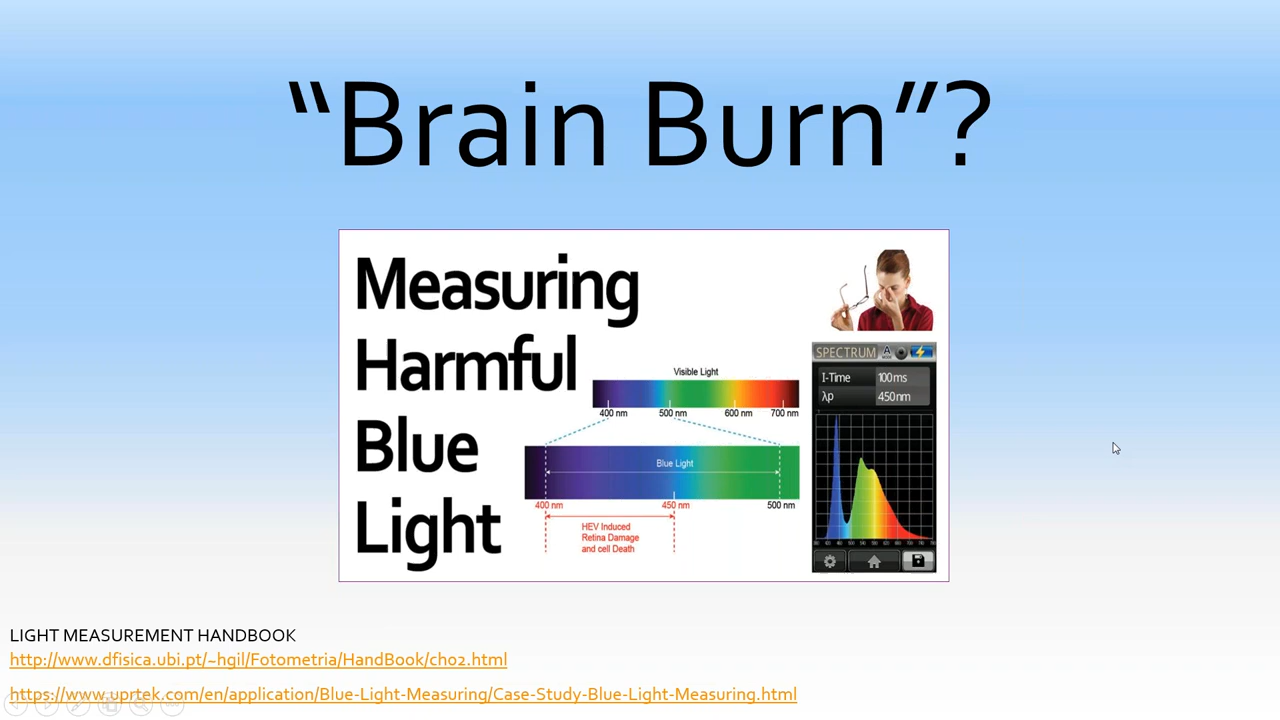 “Brain Burn”?
Measuring
Harmful
Blue
Light
Visible Light
400 nm 500 nm 600 nm 700 nm
Blue Light
400 nm 450 nm 500 nm
HEV Induced
Retina Damage
and cell Death
SPECTRUM A
I-Time 100ms
λp 450nm
LIGHT MEASUREMENT HANDBOOK
http://www.dfisica.ubi.pt/~hgil/Fotometria/HandBook/ch02.html
https://www.uprtek.com/en/application/Blue-Light-Measuring/Case-Study-Blue-Light-Measuring.html